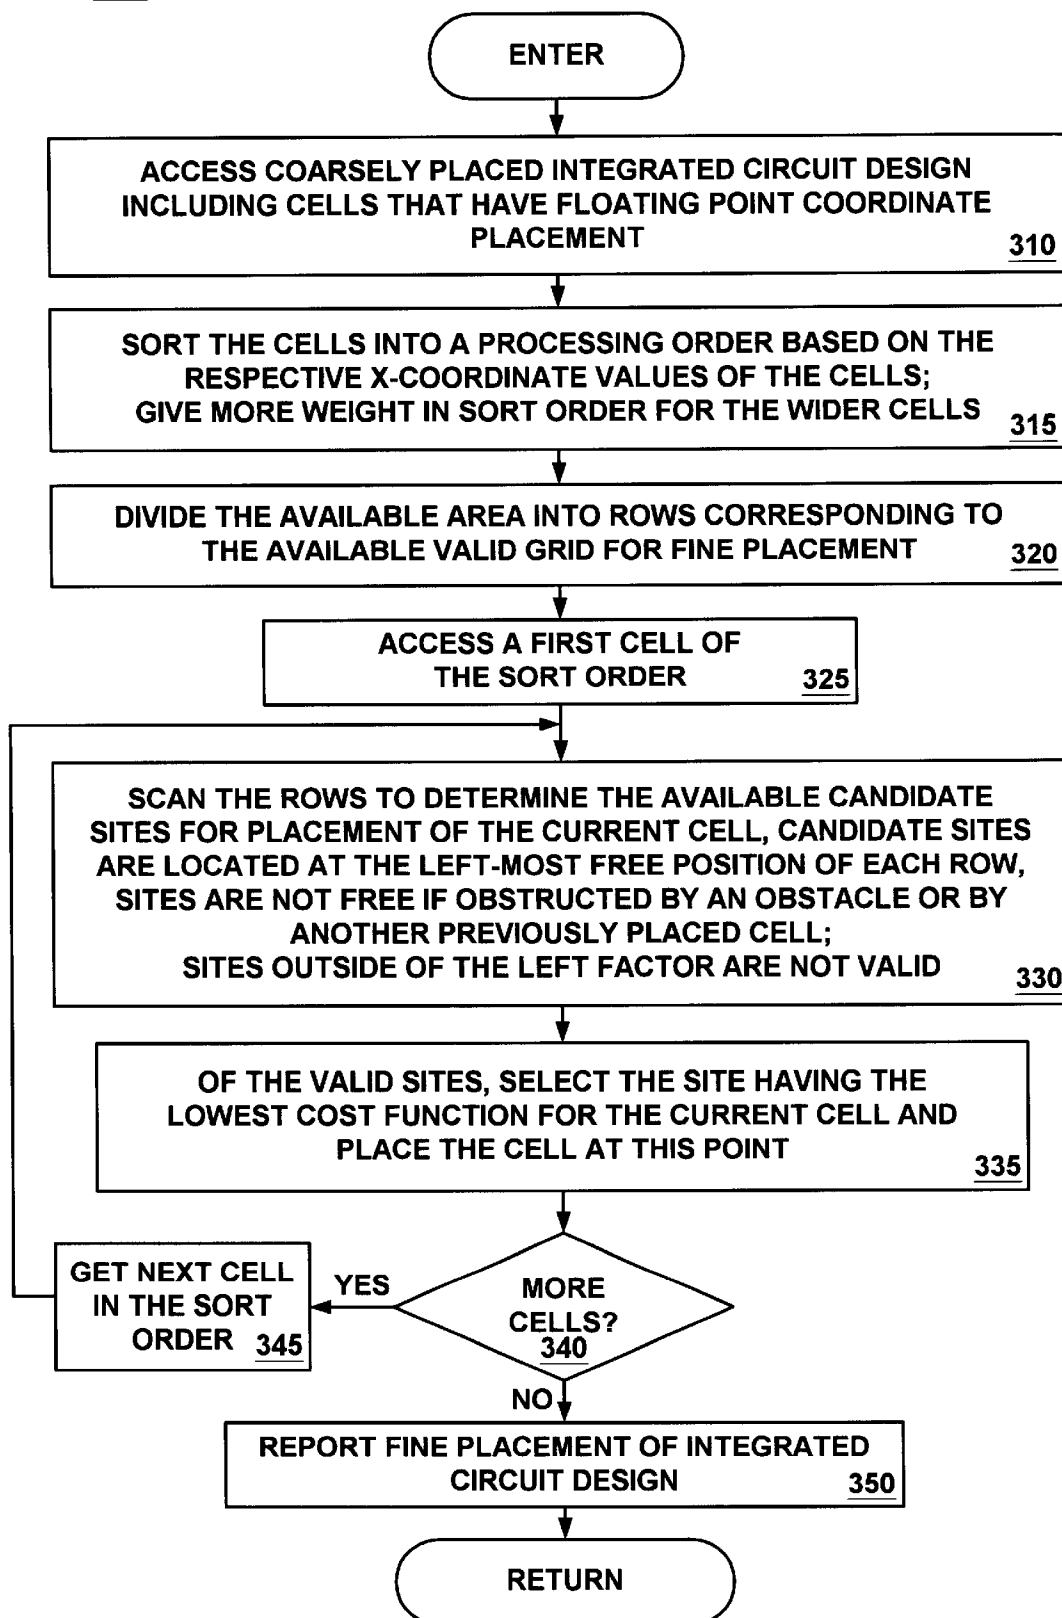 ENTER
ACCESS COARSELY PLACED INTEGRATED CIRCUIT DESIGN
INCLUDING CELLS THAT HAVE FLOATING POINT COORDINATE
PLACEMENT
310
SORT THE CELLS INTO A PROCESSING ORDER BASED ON THE
RESPECTIVE X-COORDINATE VALUES OF THE CELLS;
GIVE MORE WEIGHT IN SORT ORDER FOR THE WIDER CELLS
315
DIVIDE THE AVAILABLE AREA INTO ROWS CORRESPONDING TO
THE AVAILABLE VALID GRID FOR FINE PLACEMENT
320
ACCESS A FIRST CELL OF
THE SORT ORDER
325
SCAN THE ROWS TO DETERMINE THE AVAILABLE CANDIDATE
SITES FOR PLACEMENT OF THE CURRENT CELL, CANDIDATE SITES
ARE LOCATED AT THE LEFT-MOST FREE POSITION OF EACH ROW,
SITES ARE NOT FREE IF OBSTRUCTED BY AN OBSTACLE OR BY
ANOTHER PREVIOUSLY PLACED CELL;
SITES OUTSIDE OF THE LEFT FACTOR ARE NOT VALID
330
OF THE VALID SITES, SELECT THE SITE HAVING THE
LOWEST COST FUNCTION FOR THE CURRENT CELL AND
PLACE THE CELL AT THIS POINT
335
MORE
CELLS?
340
YES
GET NEXT CELL
IN THE SORT
ORDER
345
NO
REPORT FINE PLACEMENT OF INTEGRATED
CIRCUIT DESIGN
350
RETURN